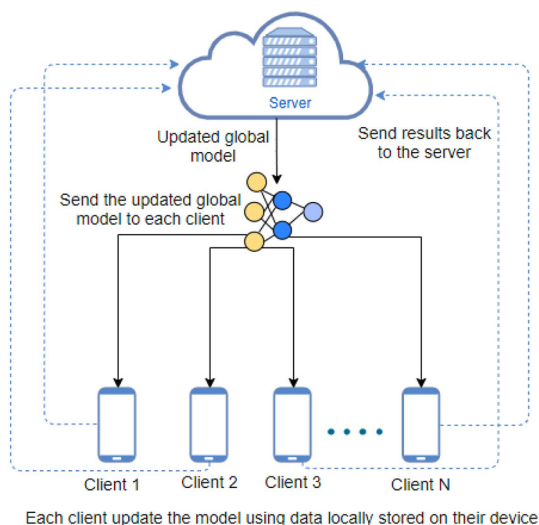 Server
Updated global
model
Send results back
to the server
Send the updated global
model to each client
Client 1
Client 2
Client 3
Client N
Each client update the model using data locally stored on their device